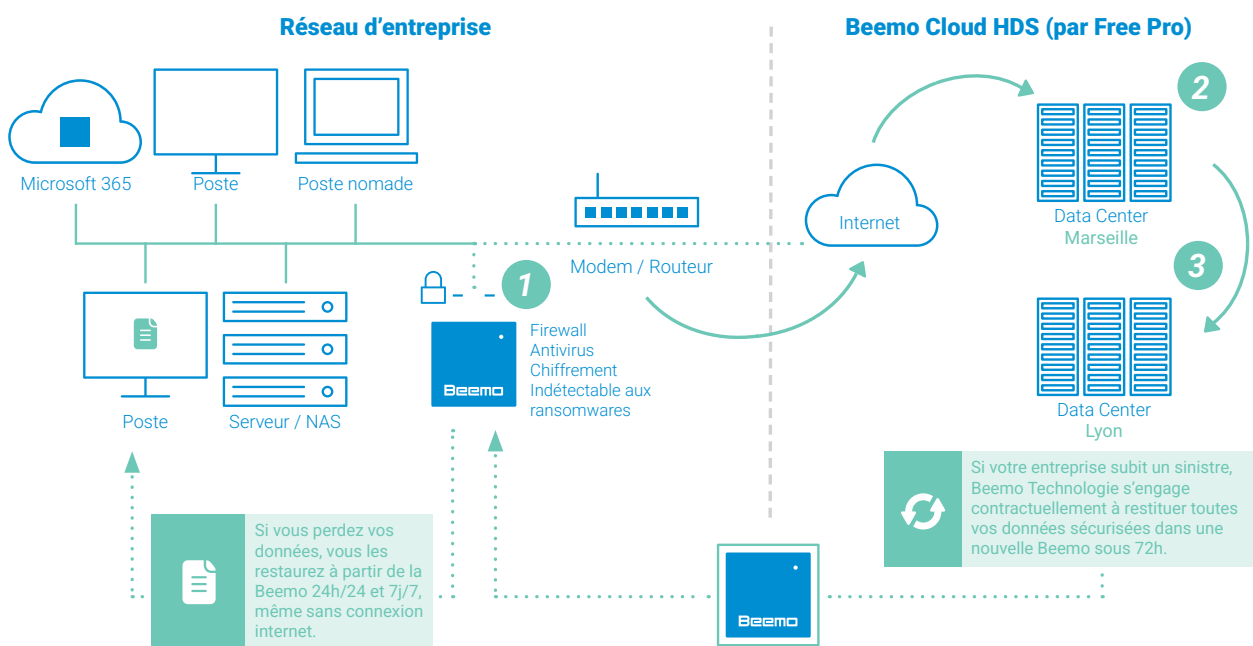 Réseau d'entreprise
Beemo Cloud HDS (par Free Pro)
Microsoft 365
Poste
Poste nomade
Modem / Routeur
Internet
2
Data Center
Marseille
3
Data Center
Lyon
1
Firewall
Antivirus
Chiffrement
Indétectable aux
ransomwares
Beemo
Poste
Serveur / NAS
Si vous perdez vos
données, vous les
restaurez à partir de la
Beemo 24h/24 et 7j/7,
même sans connexion
internet.
Si votre entreprise subit un sinistre,
Beemo Technologie s'engage
contractuellement à restituer toutes
vos données sécurisées dans une
nouvelle Beemo sous 72h.
Beemo